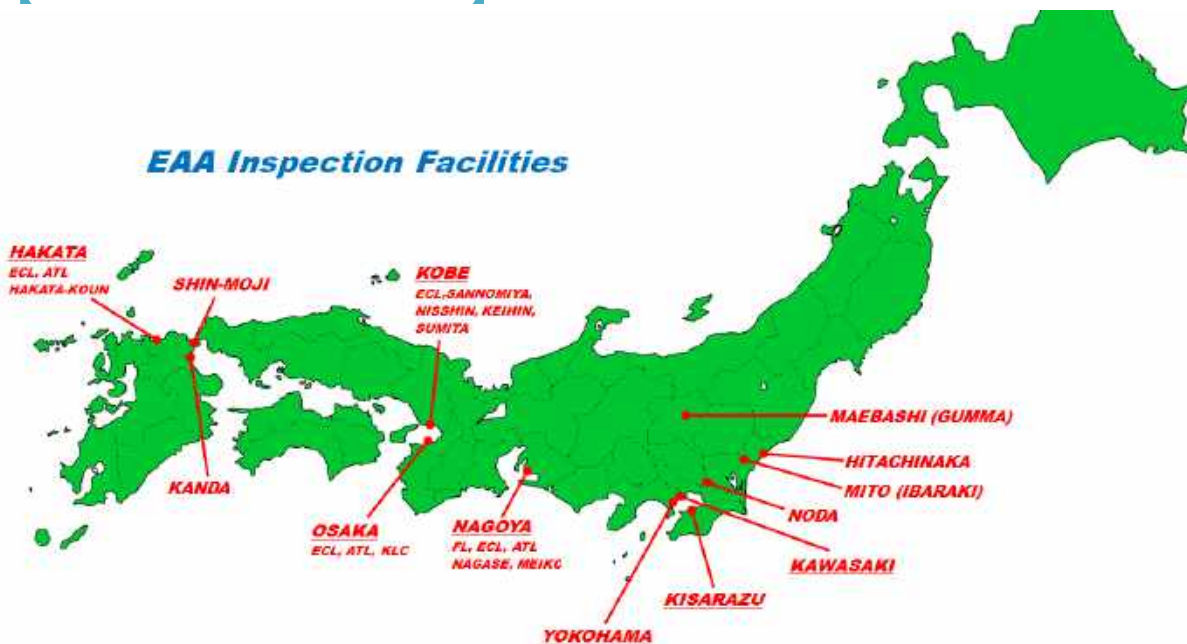 EAA Inspection Facilities
HAKATA
ECL, ATL
HAKATA-KOUN
SHIN-MOJI
KOBE
ECL,SANNOMIYA,
NISSHIN, KEIHIN,
SUMITA
MAEBASHI (GUMMA)
HITACHINAKA
MITO (IBARAKI)
KANDA
NODA
OSAKA
ECL, ATL, KLC
NAGOYA
FL, ECL, ATL
NAGASE, MEIKO
KAWASAKI
KISARAZU
YOKOHAMA